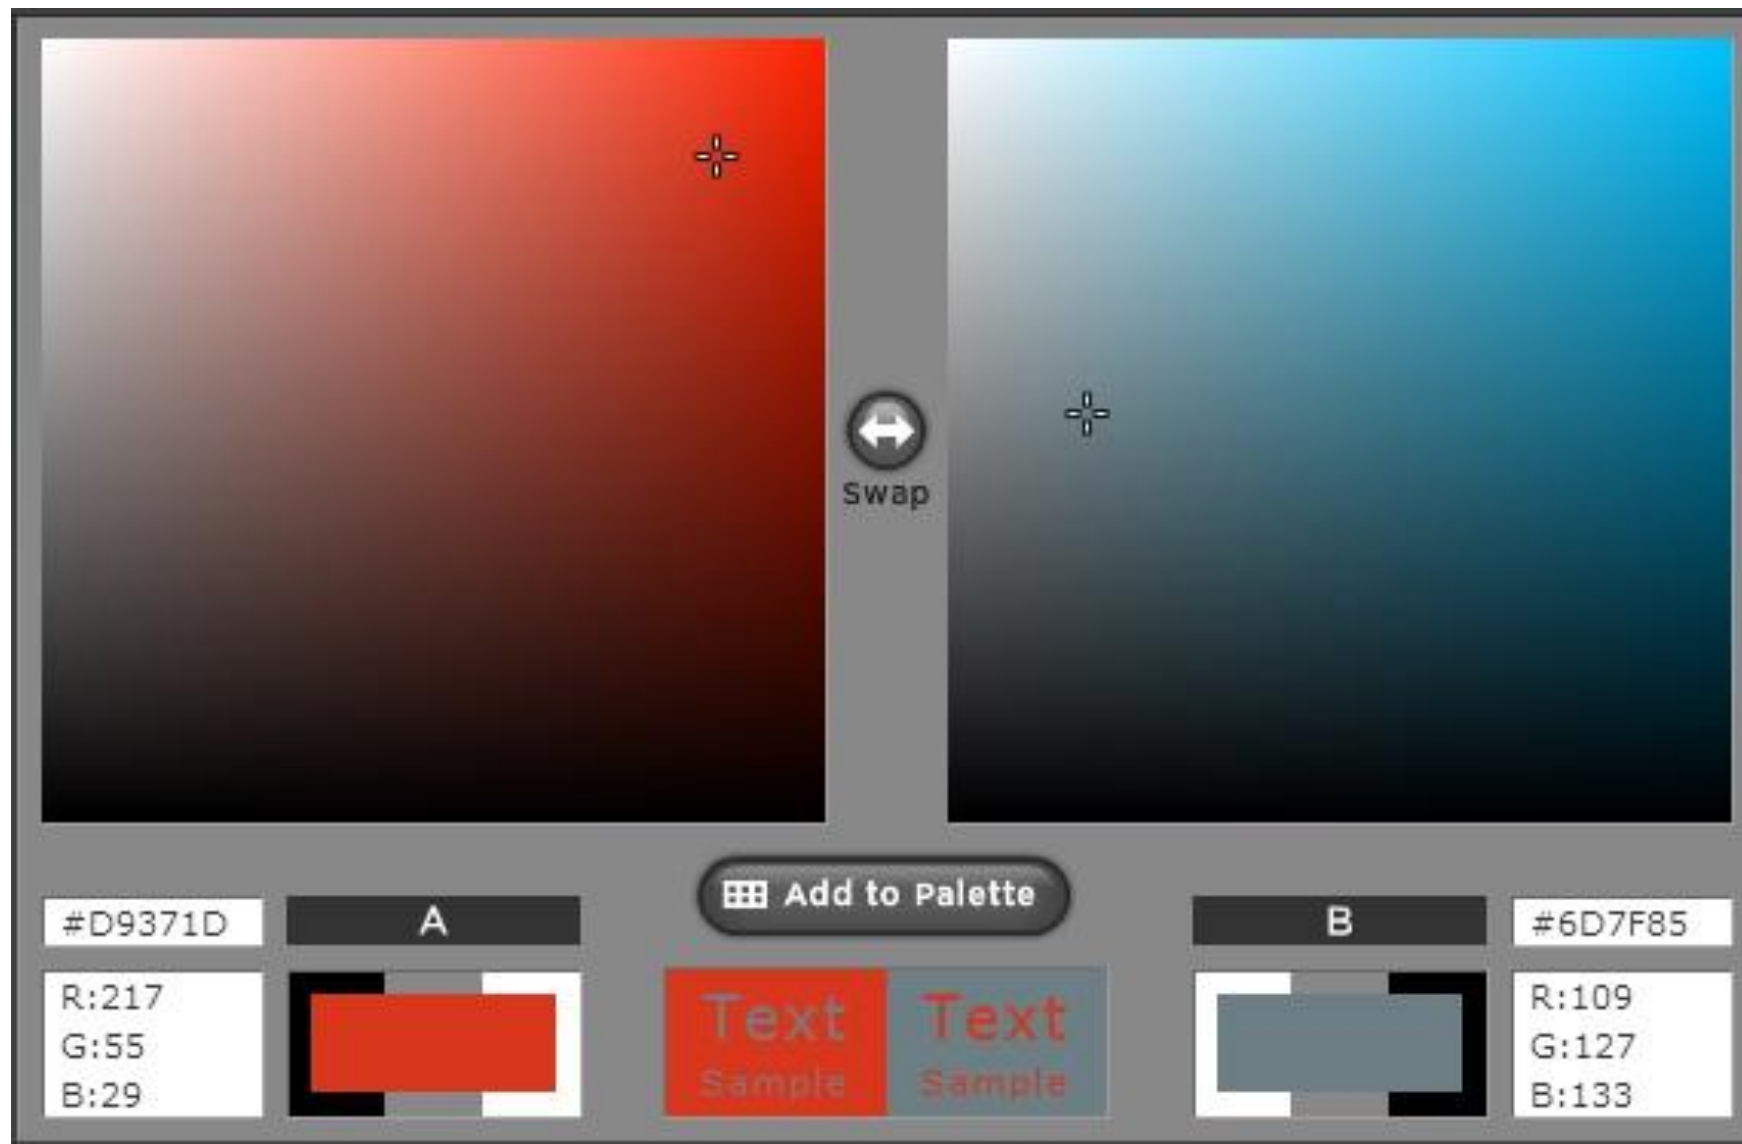 Swap
Add to Palette
#D9371D
A
B
#6D7F85
R:217
G:55
B:29
Text
Sample
Text
Sample
R:109
G:127
B:133